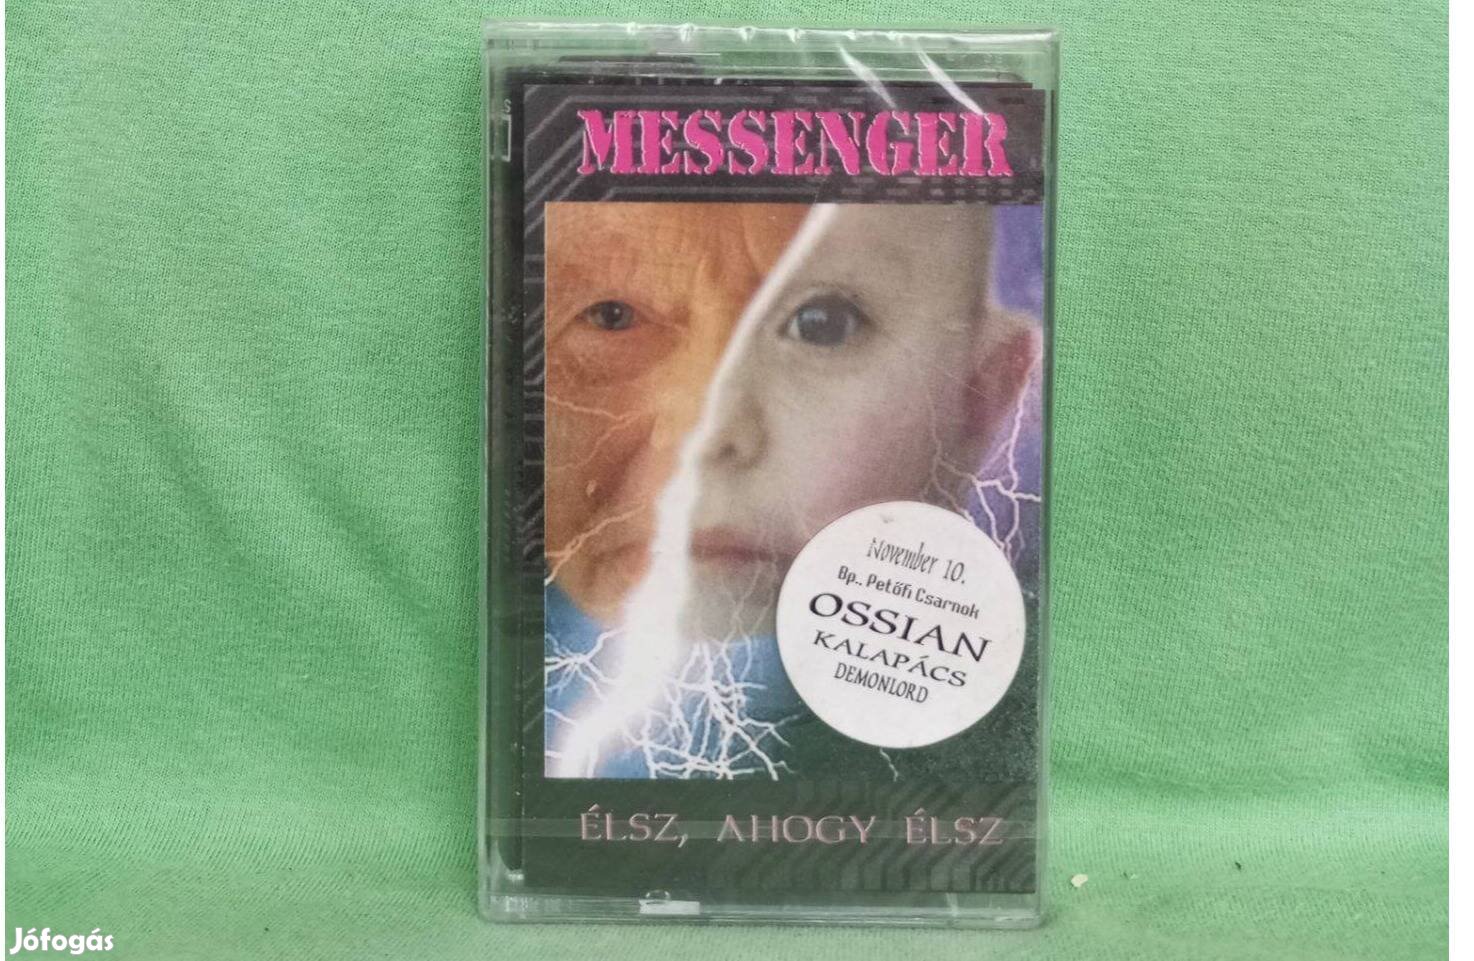 MESSENGER
November 10.
Bp.. Petőfi Csarnok
OSSIAN
KALAPÁCS
DEMONLORD
ÉLSZ, AHOGY ÉLSZ
Jófogás